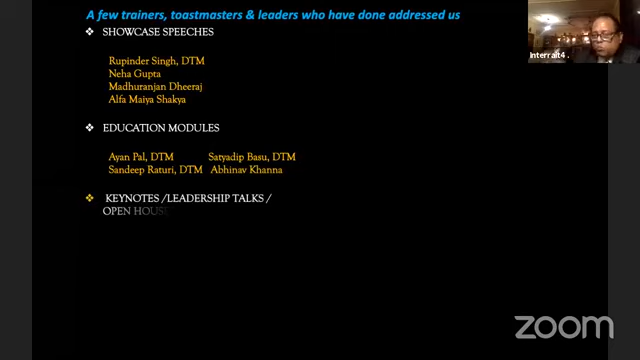 A few trainers, toastmasters & leaders who have done addressed us
❖ SHOWCASE SPEECHES
Rupinder Singh, DTM
Neha Gupta
Madhuranjan Dheeraj
Alfa Maiya Shakya
❖ EDUCATION MODULES
Ayan Pal, DTM Satyadip Basu, DTM
Sandeep Raturi, DTM Abhinav Khanna
❖ KEYNOTES /LEADERSHIP TALKS /
OPEN HOUS
Interrait4 .
zoom